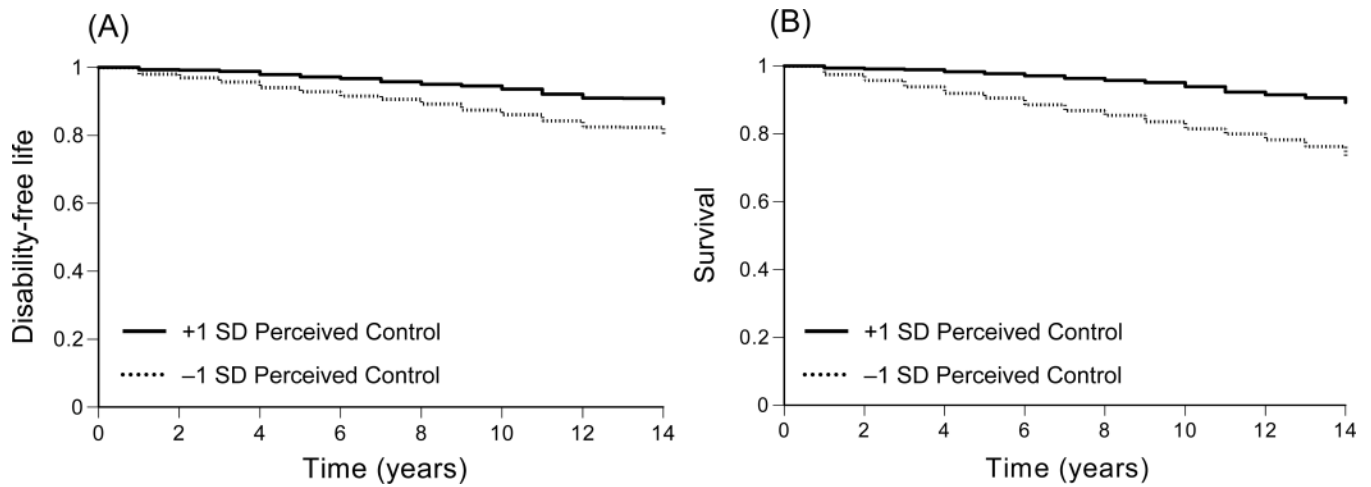 (A)
Disability-free life
1
0.8
0.6
0.4
0.2
0
+1 SD Perceived Control
–1 SD Perceived Control
0 2 4 6 8 10 12 14
Time (years)
(B)
Survival
1
0.8
0.6
0.4
0.2
0
+1 SD Perceived Control
–1 SD Perceived Control
0 2 4 6 8 10 12 14
Time (years)